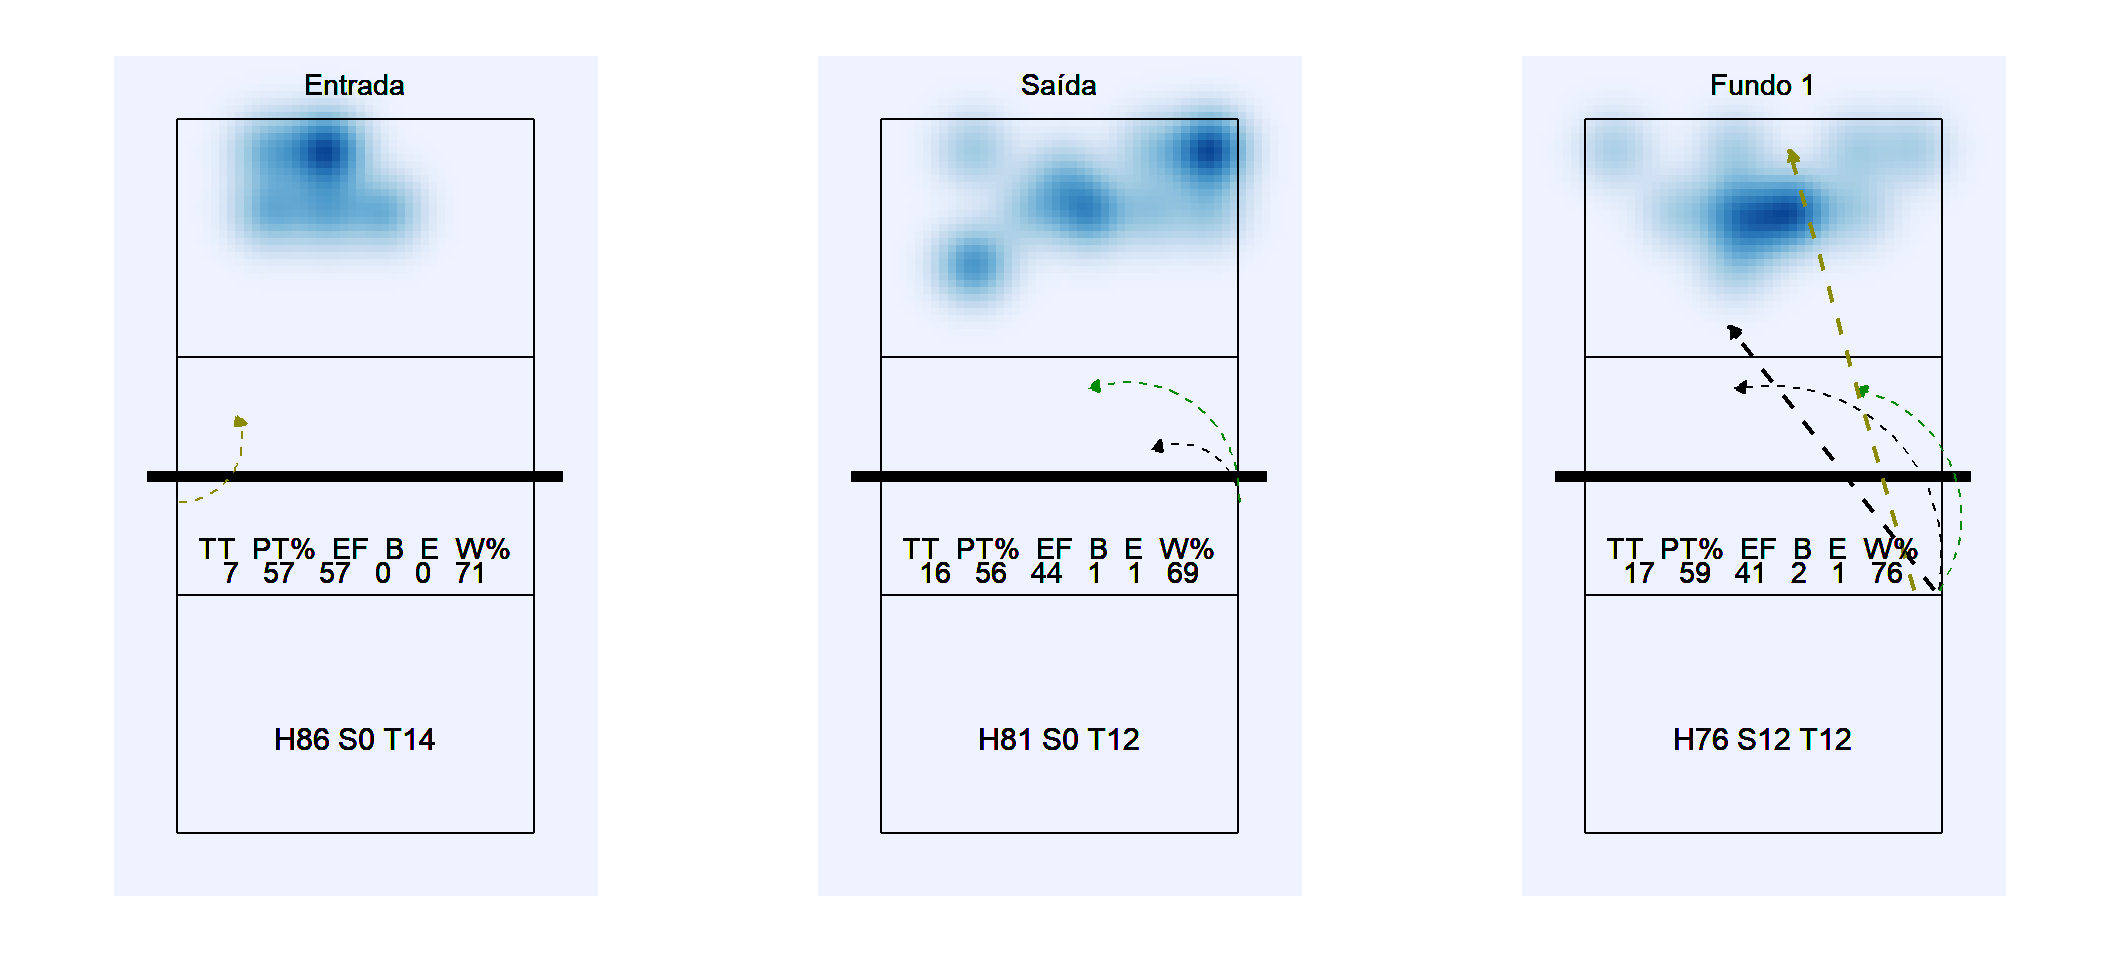 Entrada
TT PT% EF B E W%
7 57 57 0 0 71
H86 S0 T14
Saída
TT PT% EF B E W%
16 56 44 1 1 69
H81 S0 T12
Fundo 1
TT PT% EF B E W%
17 59 41 2 1 76
H76 S12 T12